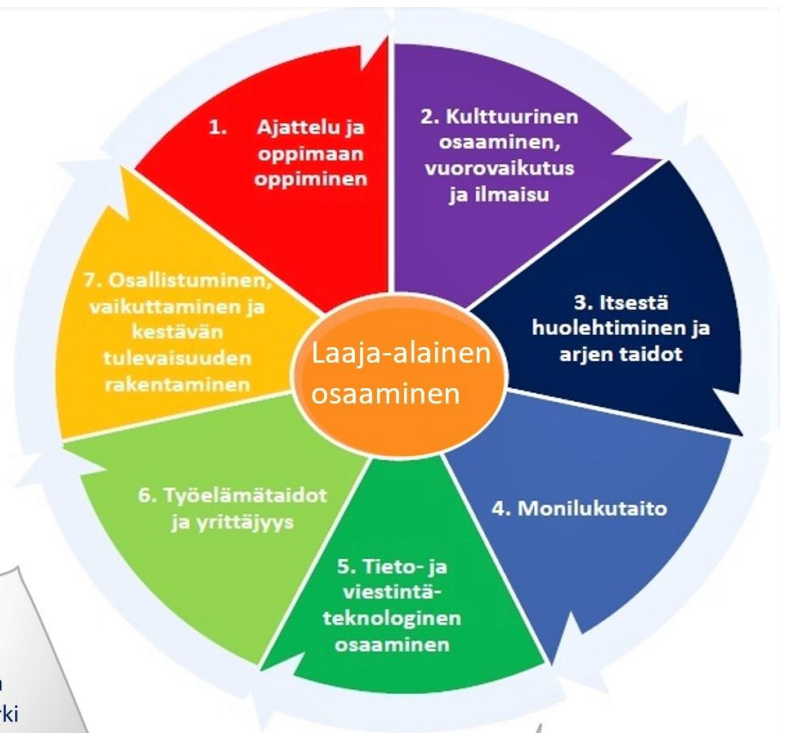 1. Ajattelu ja
oppimaan
oppiminen
2. Kulttuurinen
osaaminen,
vuorovaikutus
ja ilmaisu
3. Itsestä
huolehtiminen ja
arjen taidot
4. Monilukutaito
5. Tieto- ja
viestintä-
teknologinen
osaaminen
6. Työelämätaidot
ja yrittäjyys
7. Osallistuminen,
vaikuttaminen ja
kestävän
tulevaisuuden
rakentaminen
Laaja-alainen
osaaminen